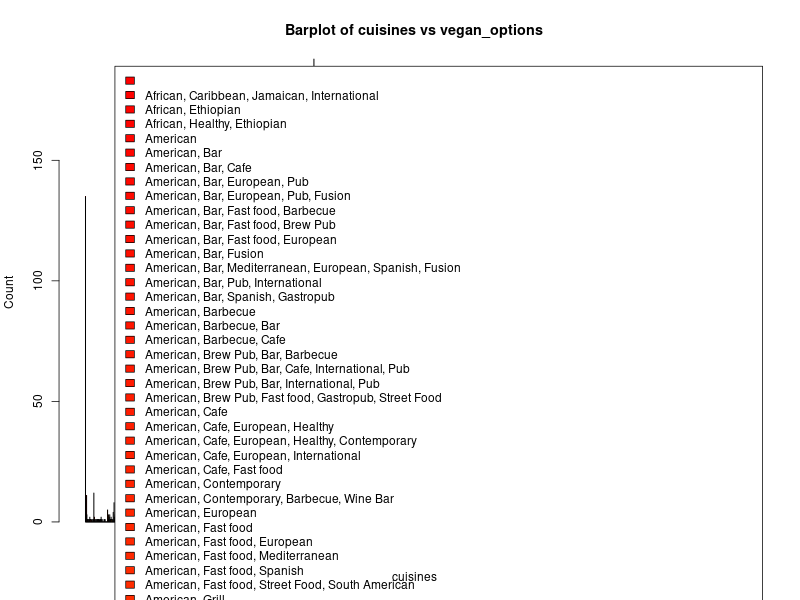 Barplot of cuisines vs vegan_options
African, Caribbean, Jamaican, International
African, Ethiopian
African, Healthy, Ethiopian
American
American, Bar
American, Bar, Cafe
American, Bar, European, Pub
American, Bar, European, Pub, Fusion
American, Bar, Fast food, Barbecue
American, Bar, Fast food, Brew Pub
American, Bar, Fast food, European
American, Bar, Fusion
American, Bar, Mediterranean, European, Spanish, Fusion
American, Bar, Pub, International
American, Bar, Spanish, Gastropub
American, Barbecue
American, Barbecue, Bar
American, Barbecue, Cafe
American, Brew Pub, Bar, Barbecue
American, Brew Pub, Bar, Cafe, International, Pub
American, Brew Pub, Bar, International, Pub
American, Brew Pub, Fast food, Gastropub, Street Food
American, Cafe
American, Cafe, European, Healthy
American, Cafe, European, Healthy, Contemporary
American, Cafe, European, International
American, Cafe, Fast food
American, Contemporary
American, Contemporary, Barbecue, Wine Bar
American, European
American, Fast food
American, Fast food, European
American, Fast food, Mediterranean
American, Fast food, Spanish
American, Fast food, Street Food, South American
American, Grill
150
100
50
0
Count
cuisines